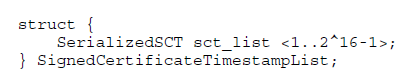 struct {
    SerializedSCT sct_list <1..2^16-1>;
} SignedCertificateTimestampList;